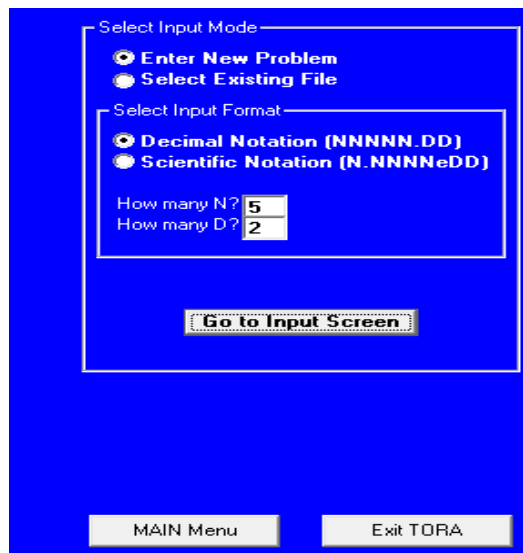 Select Input Mode
Enter New Problem
Select Existing File
Select Input Format
Decimal Notation (NNNNN.DD)
Scientific Notation (N.NNNNeDD)
How many N? 5
How many D? 2
Go to Input Screen
MAIN Menu Exit TORA